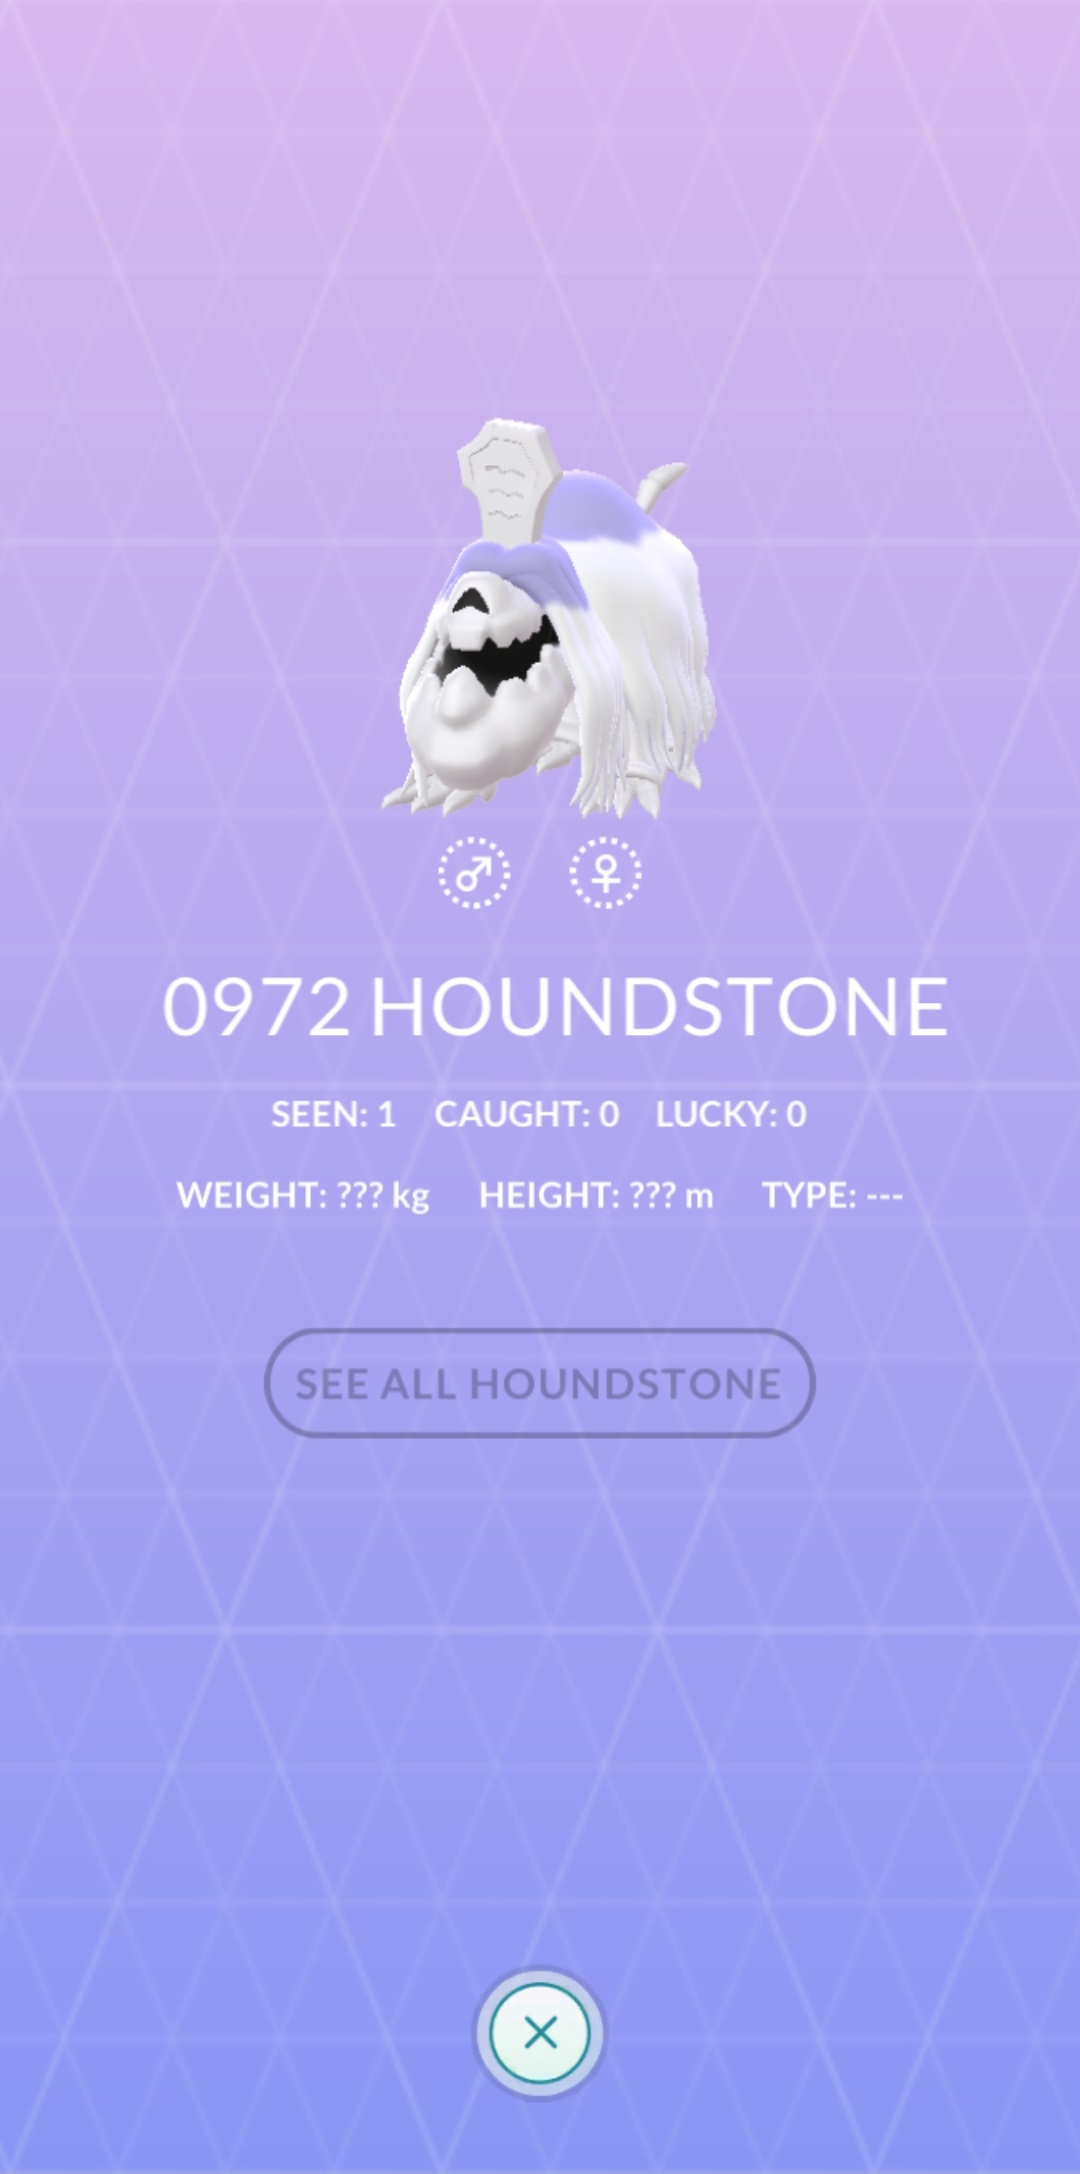 0972 HOUNDSTONE
SEEN: 1 CAUGHT: 0 LUCKY: 0
WEIGHT: ??? kg HEIGHT: ??? m TYPE: ---
SEE ALL HOUNDSTONE